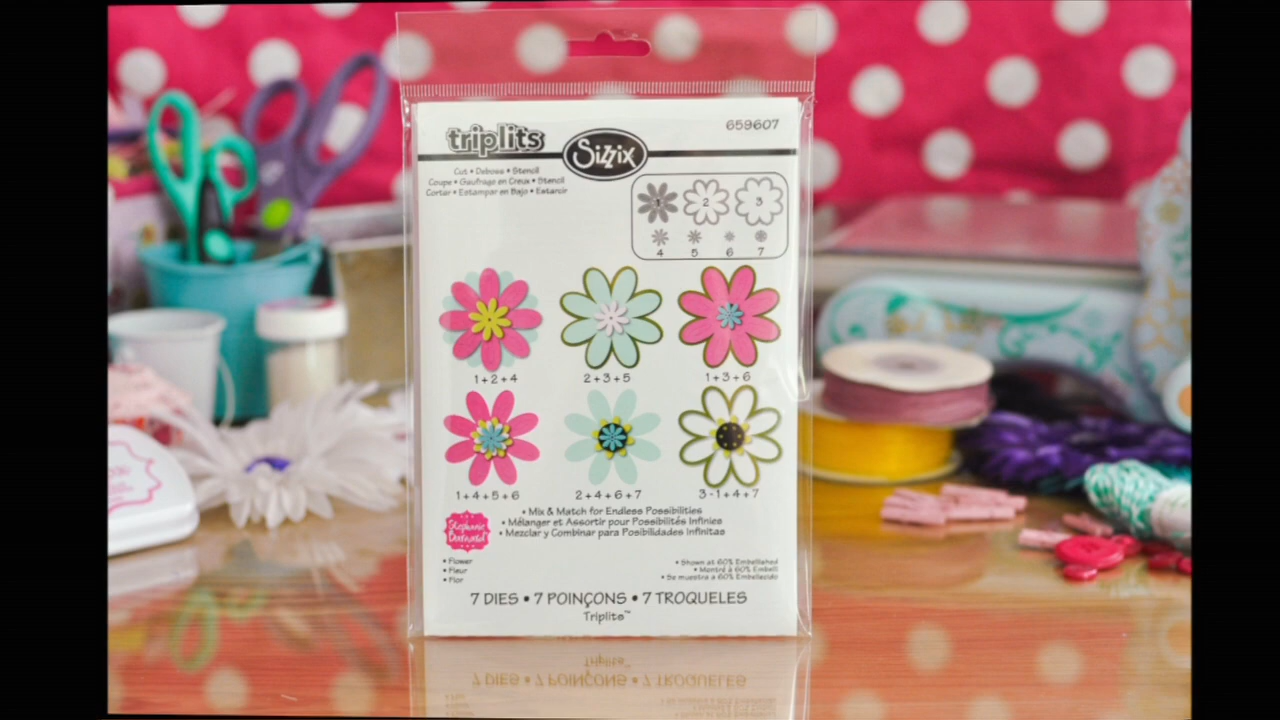 659607
triplits
Sizzix
Cut • Deboss • Stencil
Coupe • Gaufrage en Creux • Stencil
Cortar • Estampar en Bajo • Estarcir
1 2 3
4 5 6 7
1+2+4 2+3+5 1+3+6
1+4+5+6 2+4+6+7 3-1+4+7
• Mix & Match for Endless Possibilities
• Mélanger et Assortir pour Possibilités Infinies
• Mezclar y Combinar para Posibilidades Infinitas
Stephanie
Barnard
• Flower
• Fleur
• Flor
• Shown at 60% Embellished
• Montré à 60% Embelli
• Se muestra a 60% Embellecido
7 DIES • 7 POINÇONS • 7 TROQUELES
Triplits™